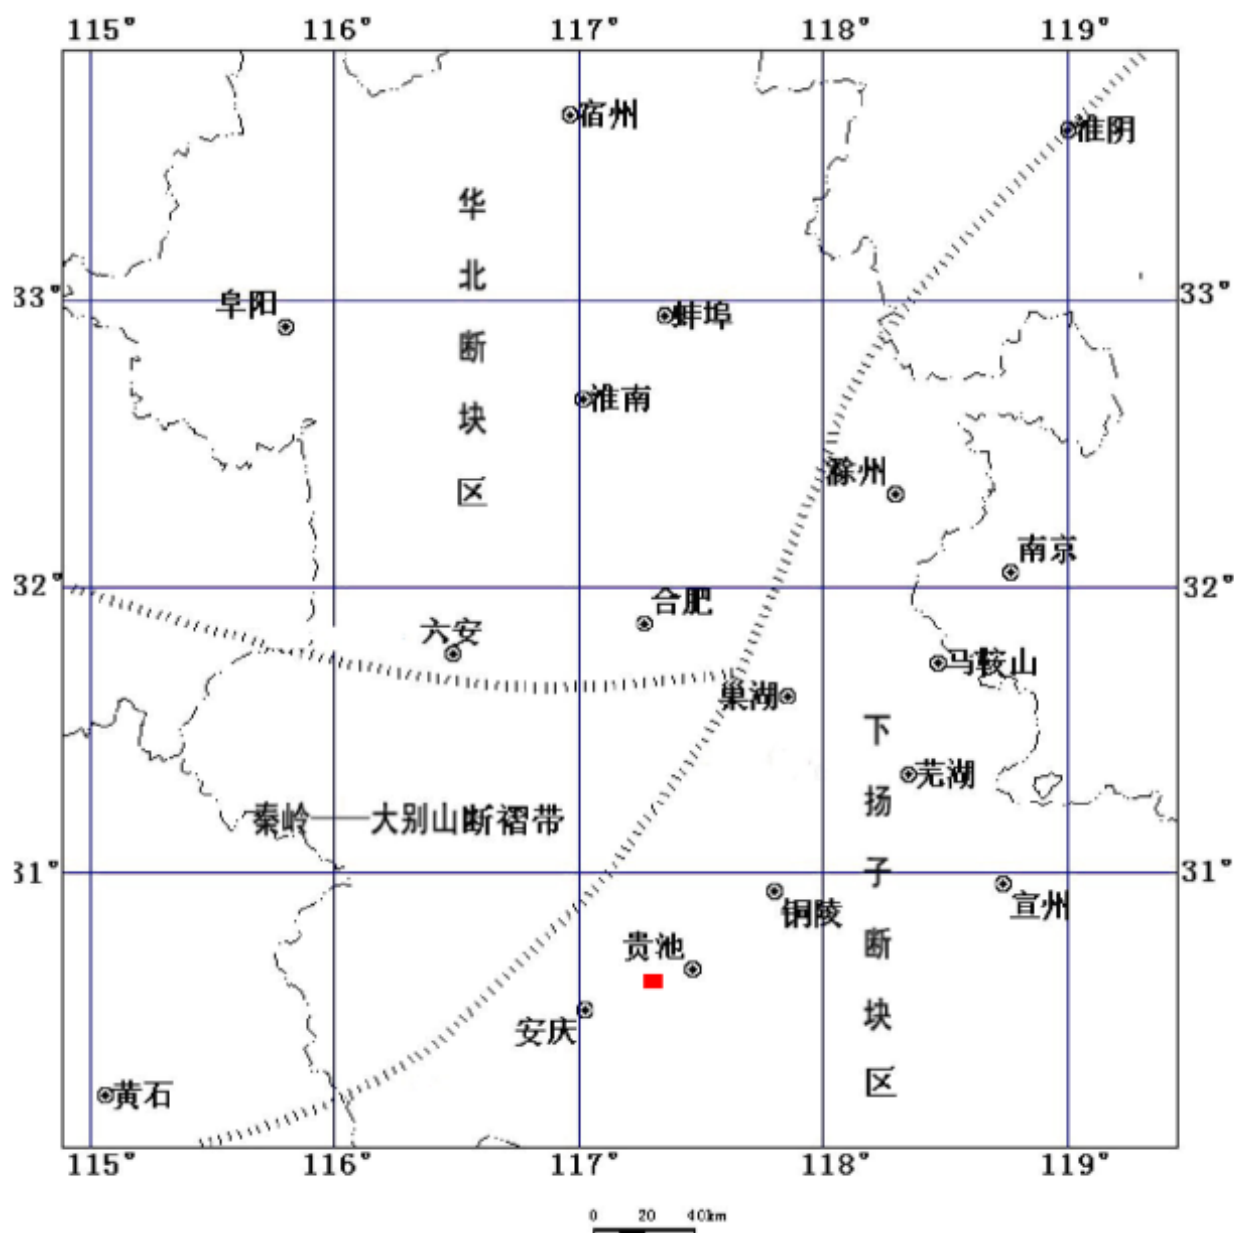 115° 116° 117° 118° 119°
宿州
淮阴
华北断块区
33° 33°
阜阳
蚌埠
淮南
滁州
南京
32° 32°
合肥
六安
马鞍山
巢湖
下扬子断块区
芜湖
秦岭——大别山断褶带
31° 31°
宣州
铜陵
贵池
安庆
黄石
115° 116° 117° 118° 119°
0 20 40km